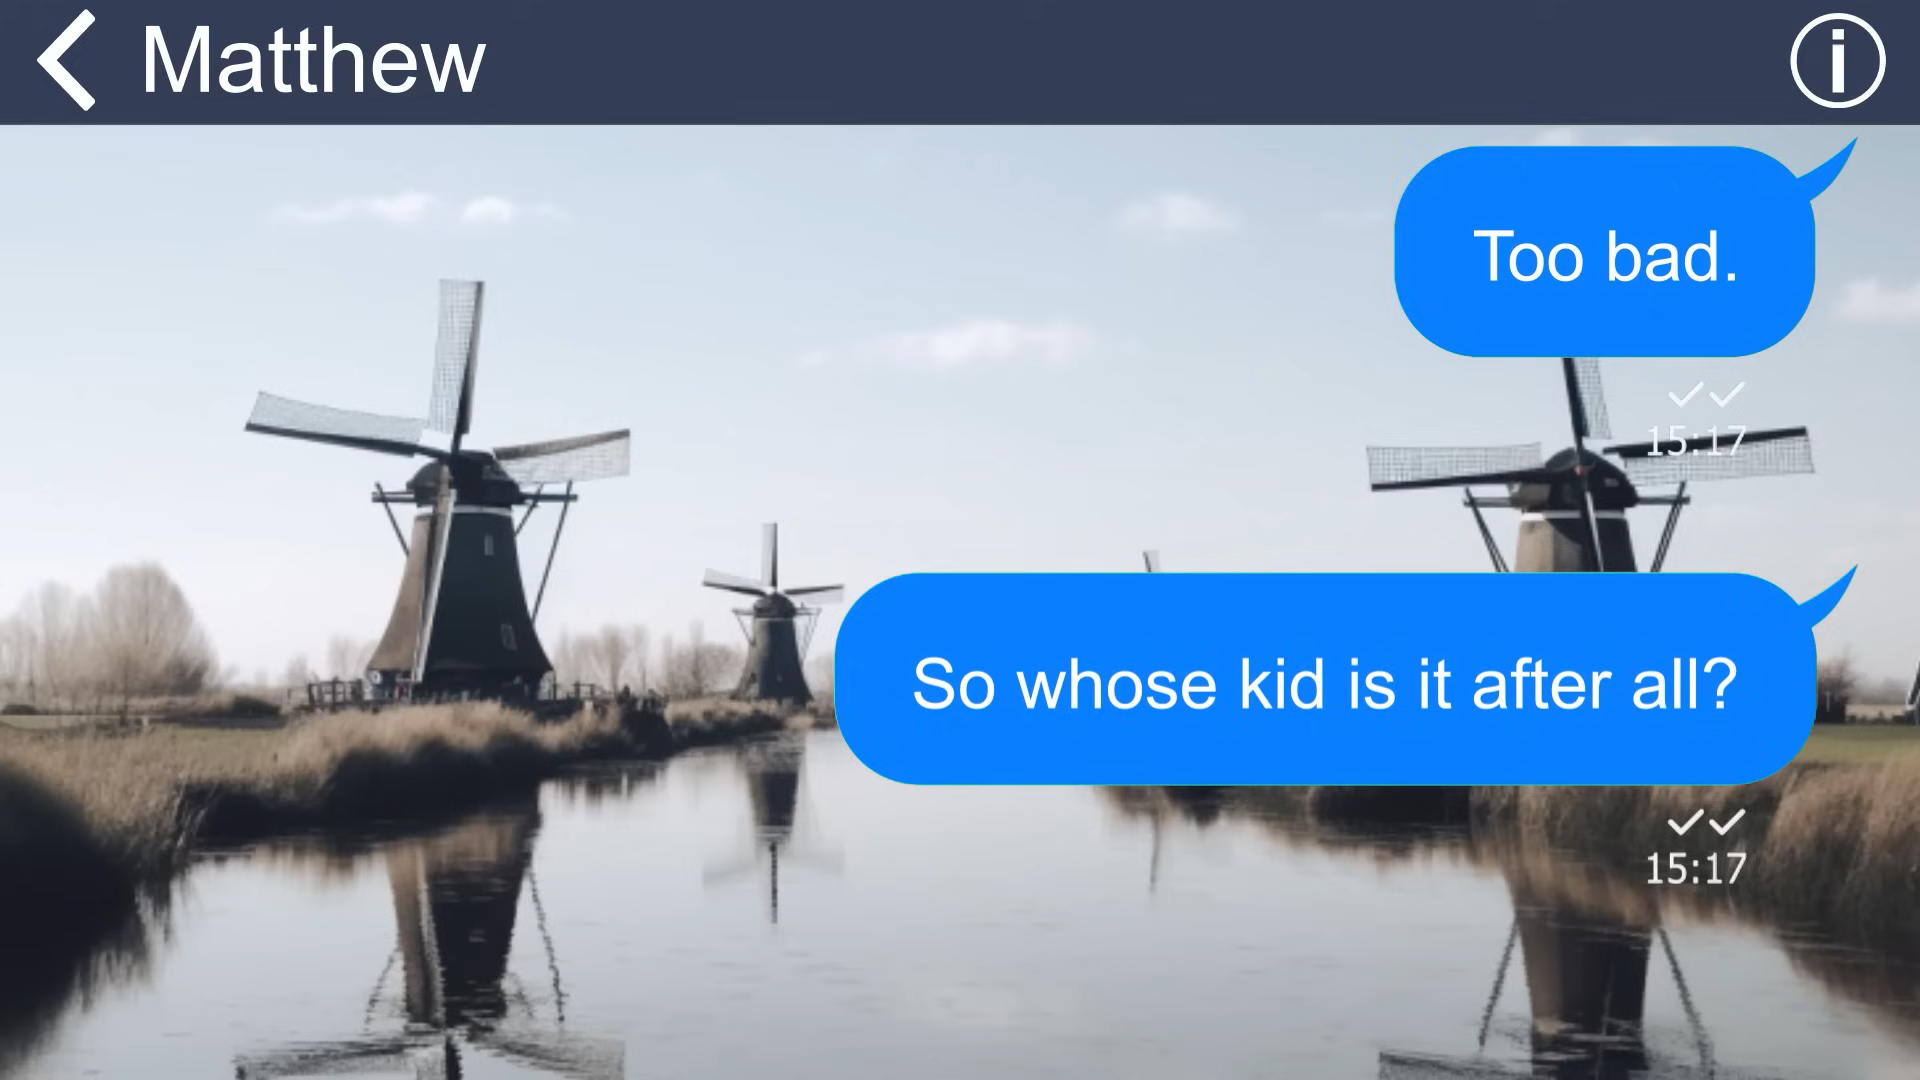 Matthew
Too bad.
15:17
So whose kid is it after all?
15:17